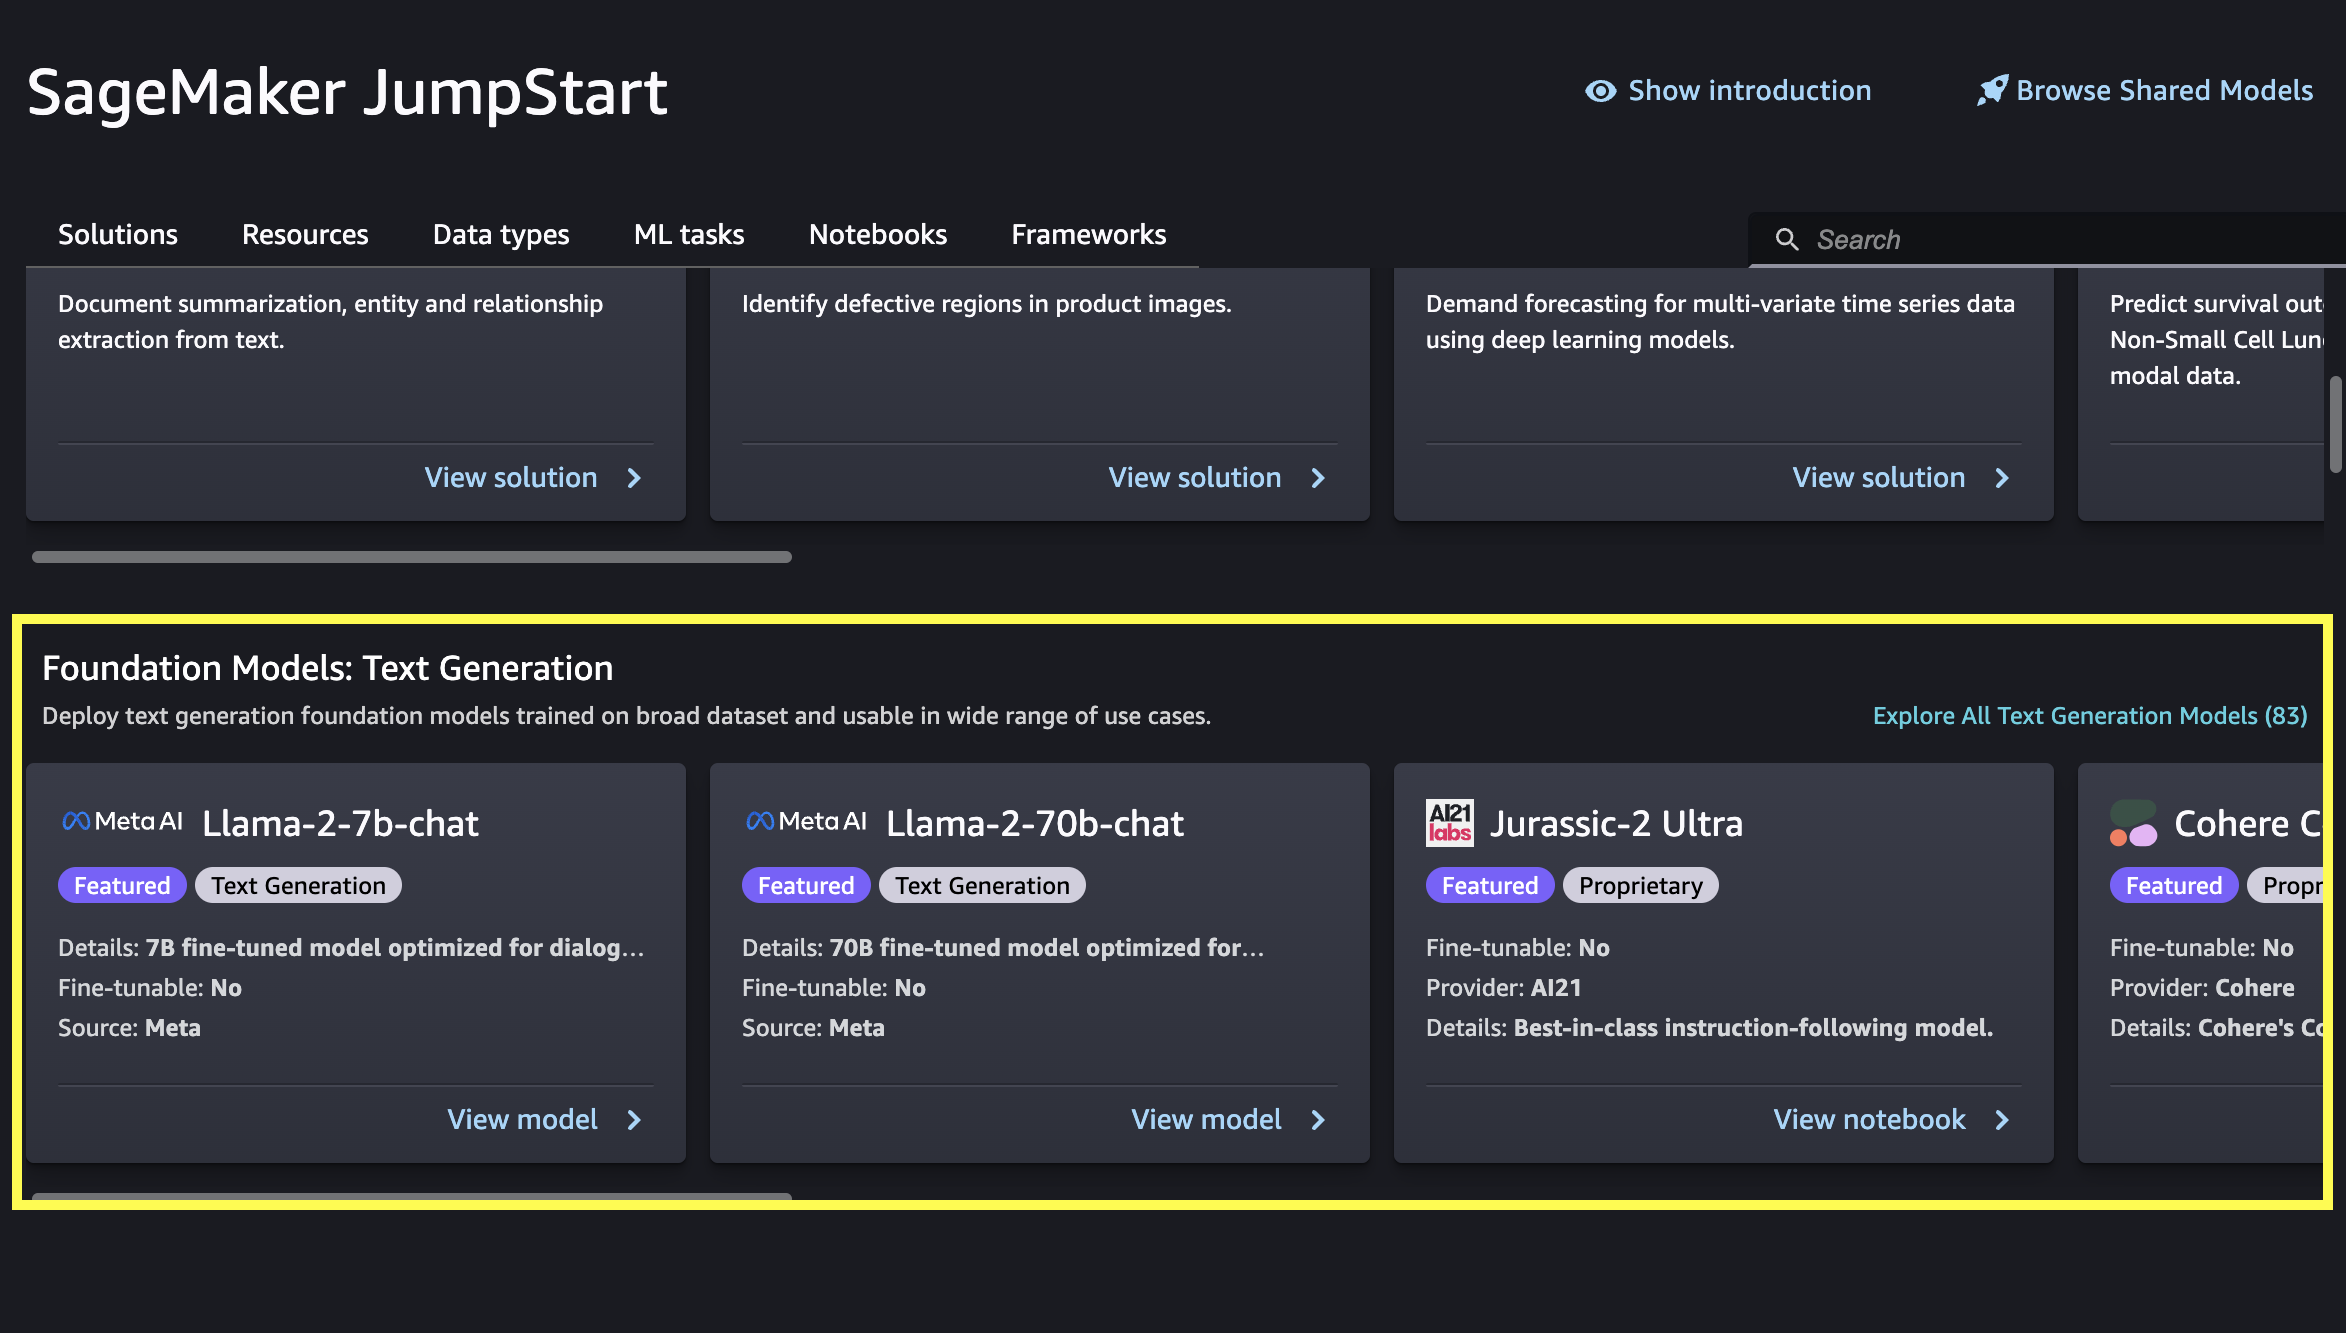 SageMaker JumpStart
Show introduction
Browse Shared Models
Solutions
Resources
Data types
ML tasks
Notebooks
Frameworks
Search
Document summarization, entity and relationship
extraction from text.
View solution
Identify defective regions in product images.
View solution
Demand forecasting for multi-variate time series data
using deep learning models.
View solution
Predict survival
Non-Small Cell
modal data.
Foundation Models: Text Generation
Deploy text generation foundation models trained on broad dataset and usable in wide range of use cases.
Explore All Text Generation Models (83)
Meta AI Llama-2-7b-chat
Featured Text Generation
Details: 7B fine-tuned model optimized for dialog...
Fine-tunable: No
Source: Meta
View model
Meta AI Llama-2-70b-chat
Featured Text Generation
Details: 70B fine-tuned model optimized for...
Fine-tunable: No
Source: Meta
View model
AI21 labs Jurassic-2 Ultra
Featured Proprietary
Fine-tunable: No
Provider: AI21
Details: Best-in-class instruction-following model.
View notebook
Cohere
Featured
Fine-tunable: No
Provider: Cohere
Details: Cohere's